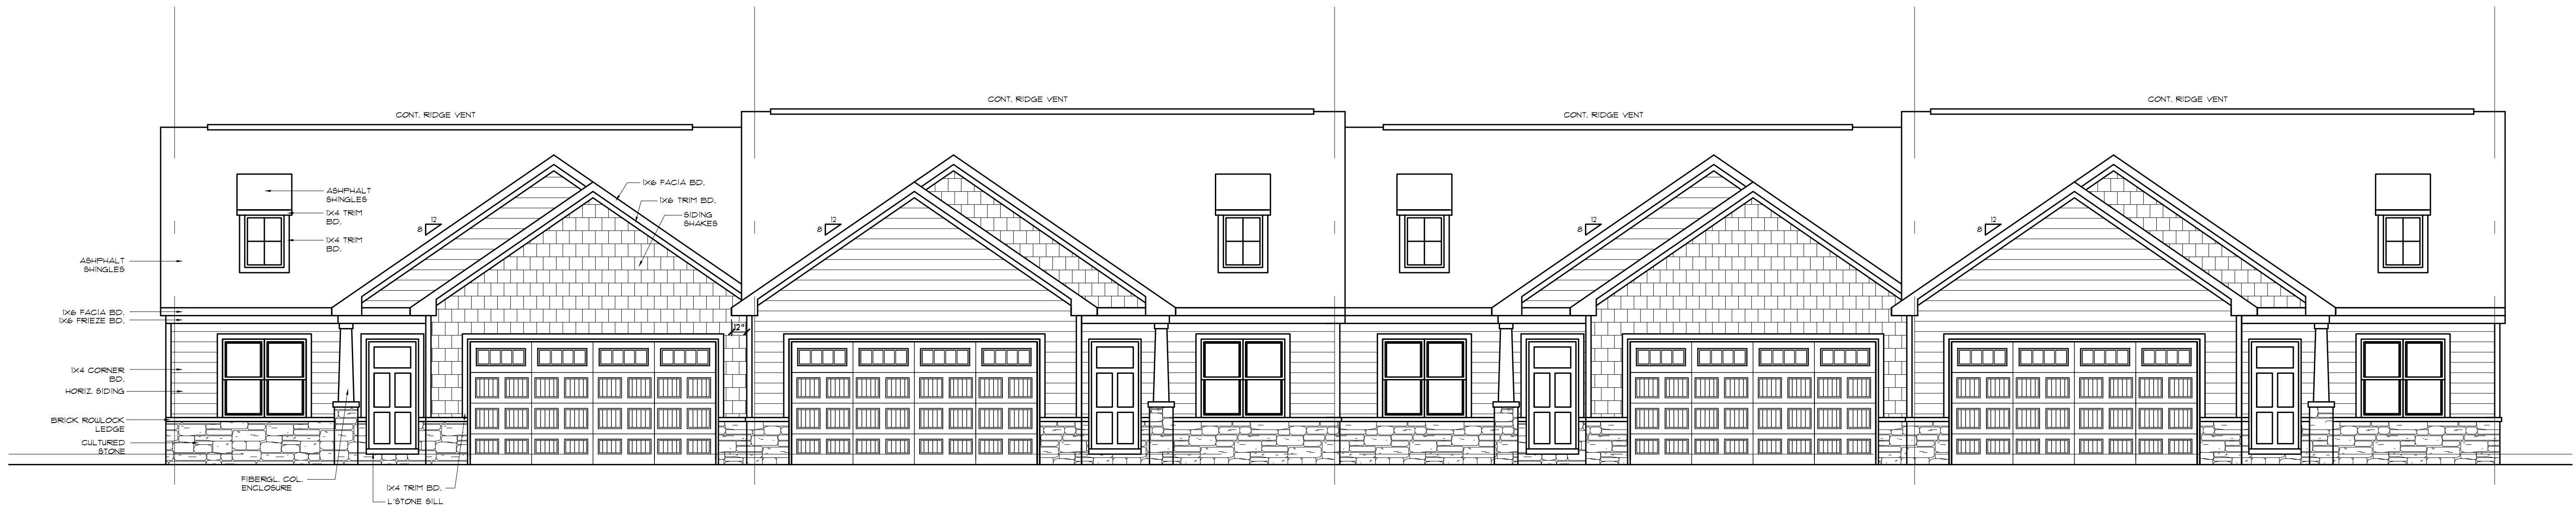 CONT. RIDGE VENT
CONT. RIDGE VENT
CONT. RIDGE VENT
CONT. RIDGE VENT
1X6 FACIA BD.
1X6 TRIM BD.
SIDING
SHAKES
ASHPHALT
SHINGLES
1X4 TRIM
BD.
1X4 TRIM
BD.
12
8
12
8
12
8
12
8
ASHPHALT
SHINGLES
1X6 FACIA BD.
1X6 FRIEZE BD.
12"
1X4 CORNER
BD.
HORIZ. SIDING
BRICK ROWLOCK
LEDGE
CULTURED
STONE
FIBERGL. COL.
ENCLOSURE
1X4 TRIM BD.
L'STONE SILL